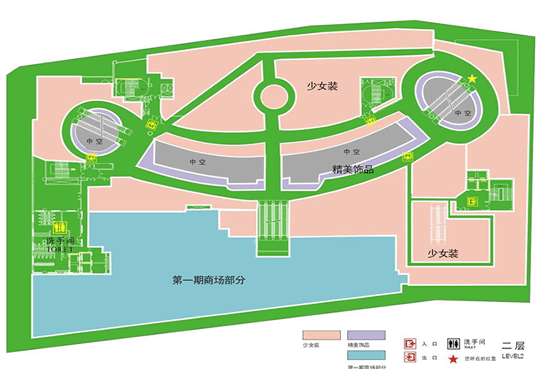 少女装
中空
中空
中空
中空
精美饰品
洗手间
TOILET
少女装
第一期商场部分
少女装
精美饰品
第一期商场部分
入口
出口
洗手间
TOILET
您所在的位置
二层
LEVEL2